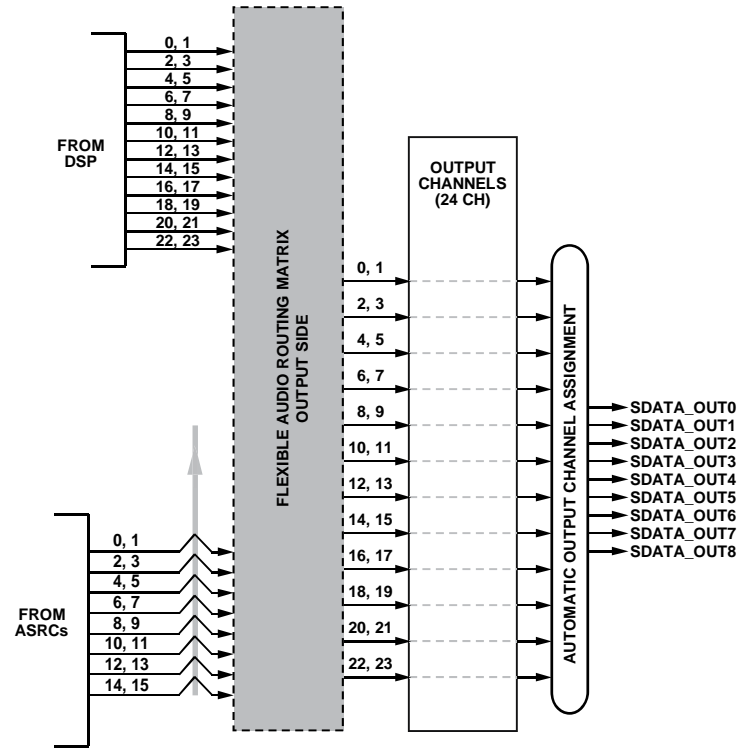 FROM
DSP
0, 1
2, 3
4, 5
6, 7
8, 9
10, 11
12, 13
14, 15
16, 17
18, 19
20, 21
22, 23
FROM
ASRCs
0, 1
2, 3
4, 5
6, 7
8, 9
10, 11
12, 13
14, 15
FLEXIBLE AUDIO ROUTING MATRIX
OUTPUT SIDE
0, 1
2, 3
4, 5
6, 7
8, 9
10, 11
12, 13
14, 15
16, 17
18, 19
20, 21
22, 23
OUTPUT
CHANNELS
(24 CH)
AUTOMATIC OUTPUT CHANNEL ASSIGNMENT
SDATA_OUT0
SDATA_OUT1
SDATA_OUT2
SDATA_OUT3
SDATA_OUT4
SDATA_OUT5
SDATA_OUT6
SDATA_OUT7
SDATA_OUT8